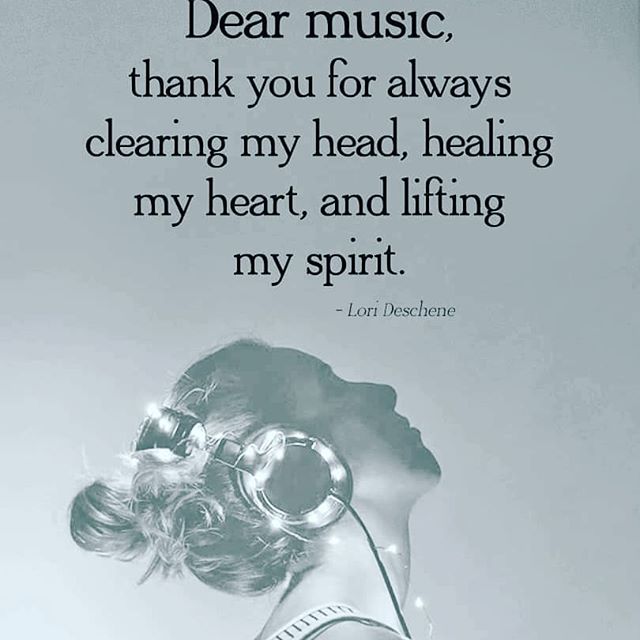 Dear music,
thank you for always
clearing my head, healing
my heart, and lifting
my spirit.
- Lori Deschene